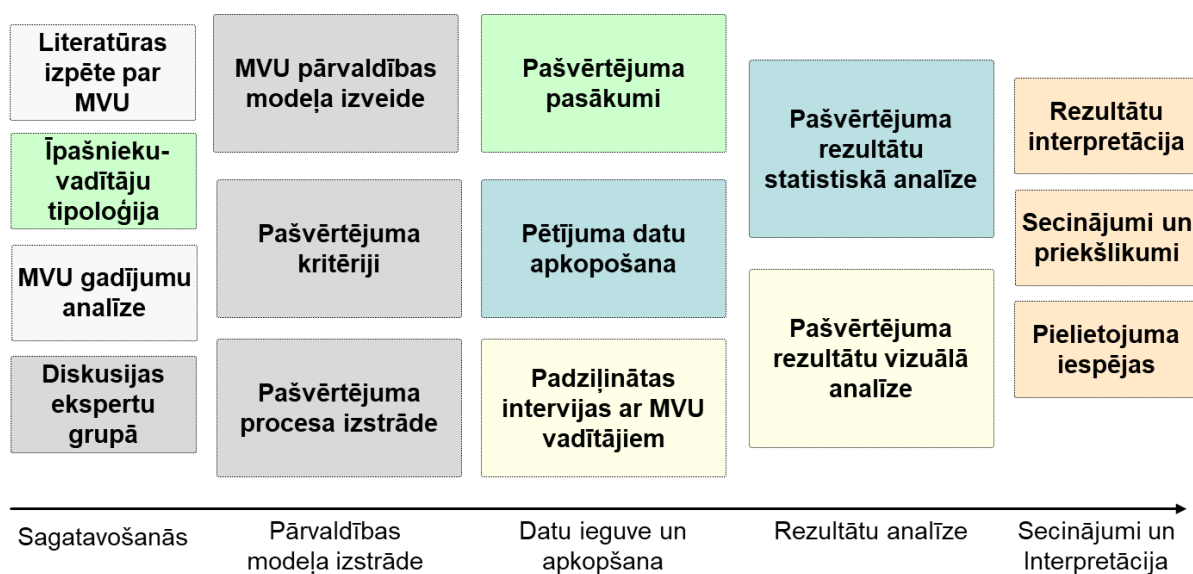 Literatūras
izpēte par
MVU
Īpašnieku-
vadītāju
tipoloģija
MVU gadījumu
analīze
Diskusijas
ekspertu
grupā
MVU pārvaldības
modeļa izveide
Pašvērtējuma
kritēriji
Pašvērtējuma
procesa izstrāde
Pašvērtējuma
pasākumi
Pētījuma datu
apkopošana
Padziļinātas
intervijas ar MVU
vadītājiem
Pašvērtējuma
rezultātu
statistiskā analīze
Pašvērtējuma
rezultātu vizuālā
analīze
Rezultātu
interpretācija
Secinājumi un
priekšlikumi
Pielietojuma
iespējas
Sagatavošanās
Pārvaldības
modeļa izstrāde
Datu ieguve un
apkopšana
Rezultātu analīze
Secinājumi un
Interpretācija